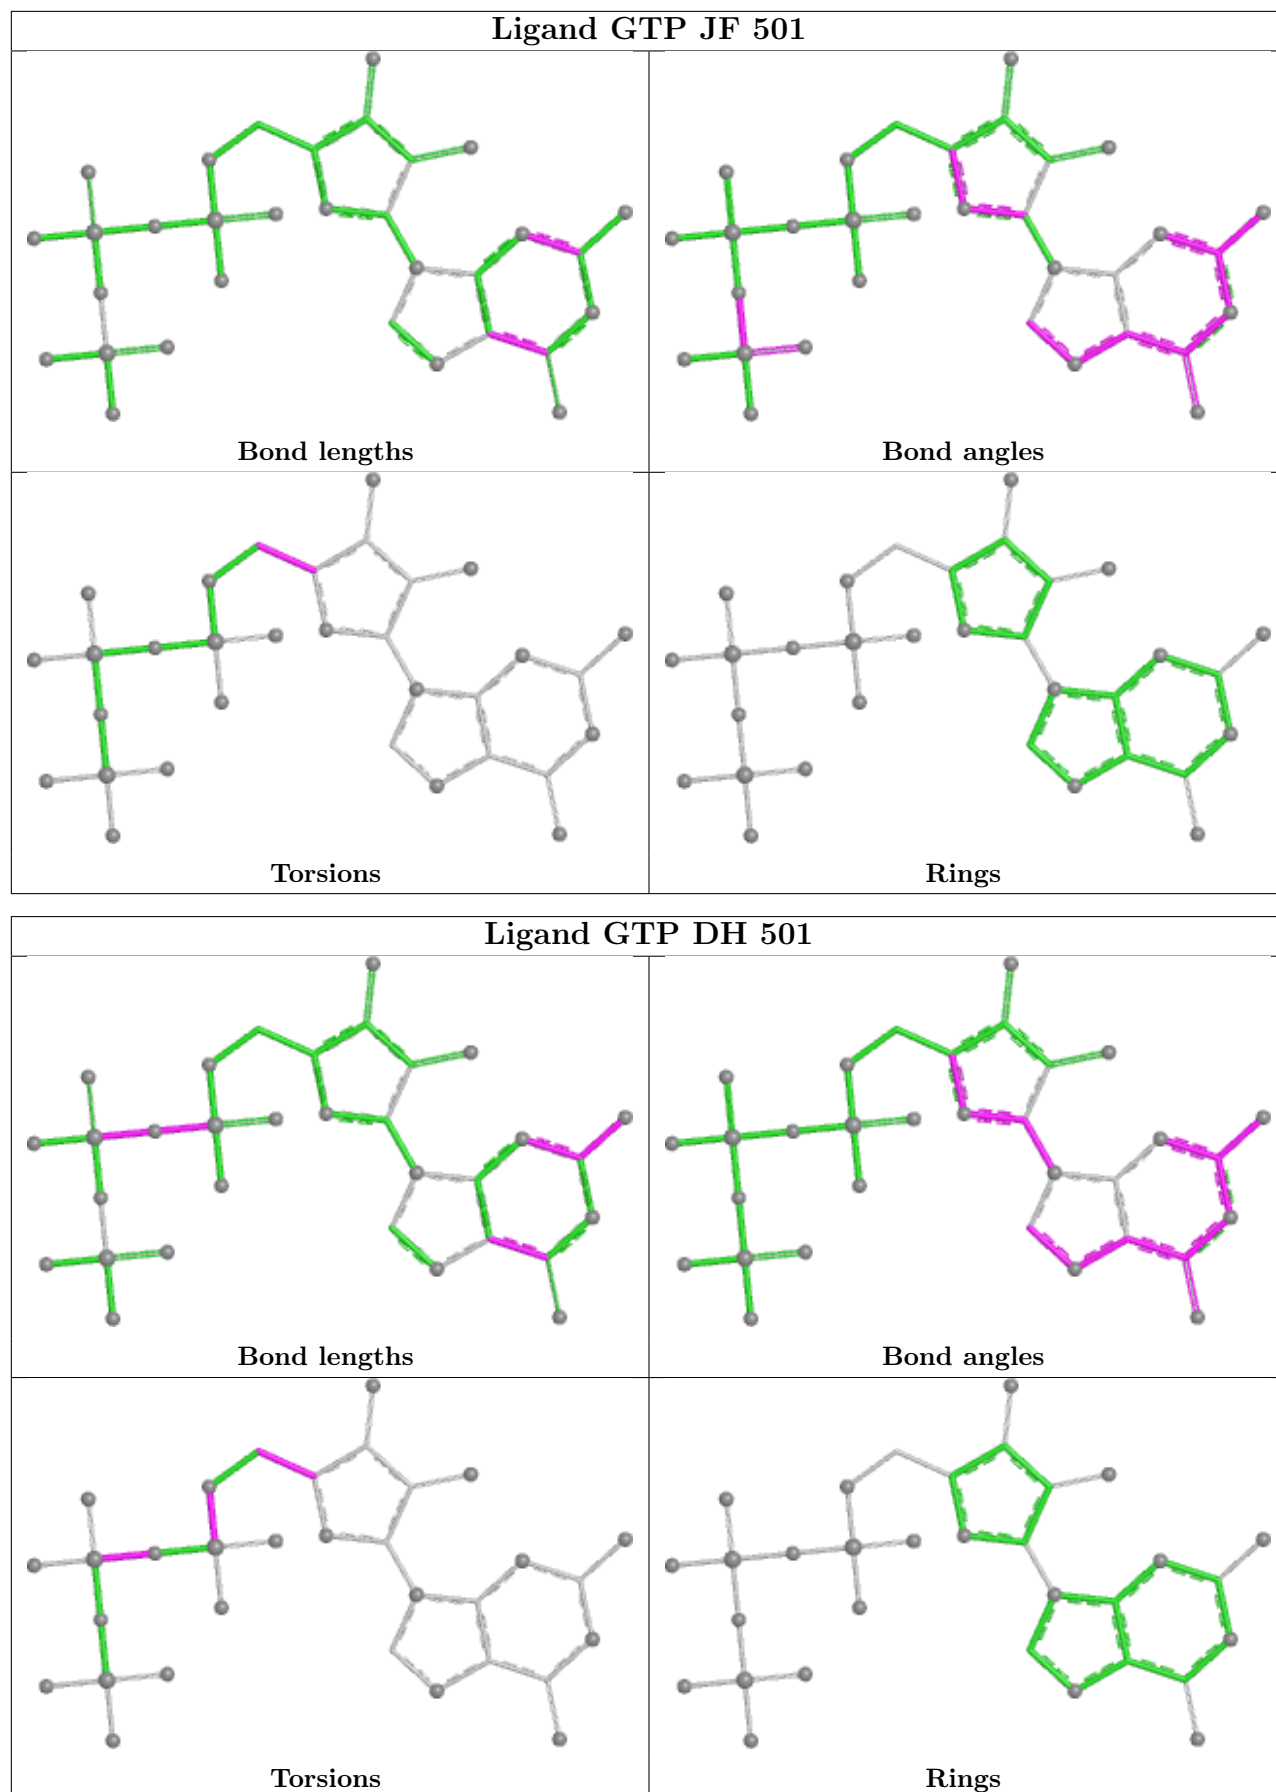 Ligand GTP JF 501
Bond lengths
Bond angles
Torsions
Rings
Ligand GTP DH 501
Bond lengths
Bond angles
Torsions
Rings